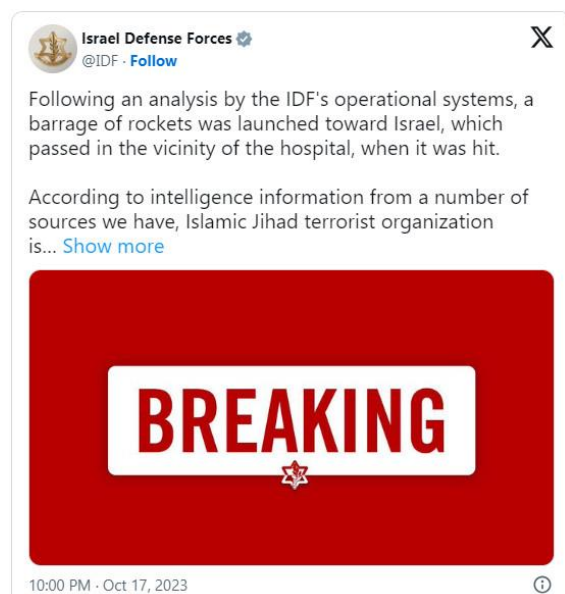 Israel Defense Forces
@IDF · Follow
Following an analysis by the IDF's operational systems, a
barrage of rockets was launched toward Israel, which
passed in the vicinity of the hospital, when it was hit.
According to intelligence information from a number of
sources we have, Islamic Jihad terrorist organization
is... Show more
BREAKING
10:00 PM · Oct 17, 2023